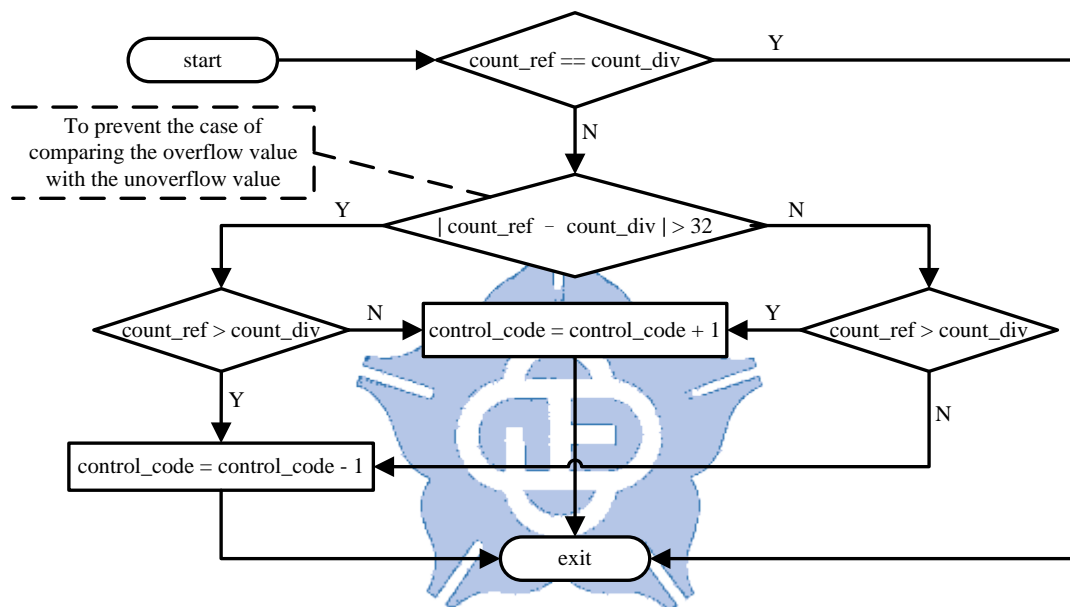 start
count_ref == count_div
Y
N
To prevent the case of
comparing the overflow value
with the unoverflow value
Y
| count_ref - count_div | > 32
N
count_ref > count_div
N
control_code = control_code + 1
Y
count_ref > count_div
Y
N
control_code = control_code - 1
exit